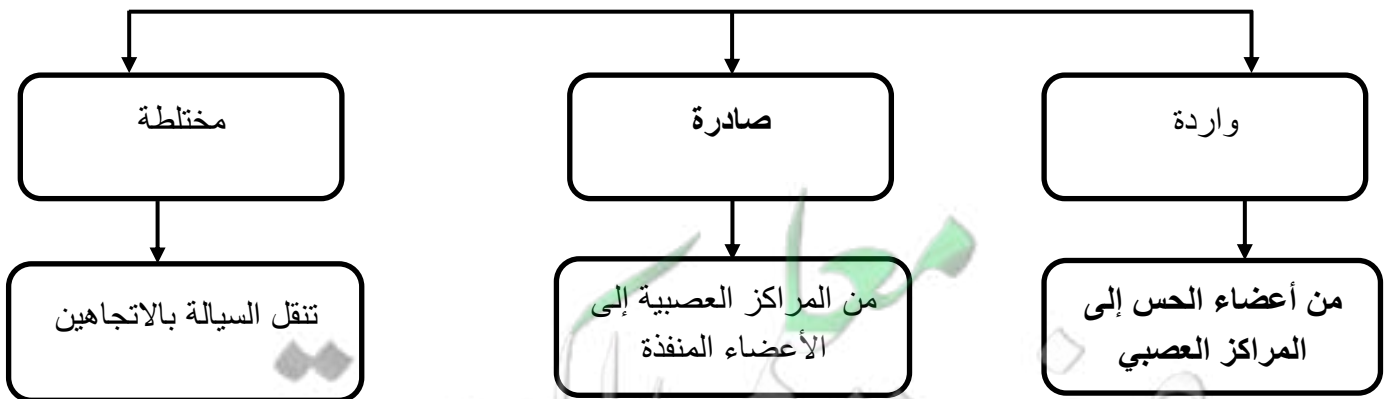 واردة
صادرة
مختلطة
من أعضاء الحس إلى
المراكز العصبي
من المراكز العصبية إلى
الأعضاء المنفذة
تنقل السيالة بالاتجاهين